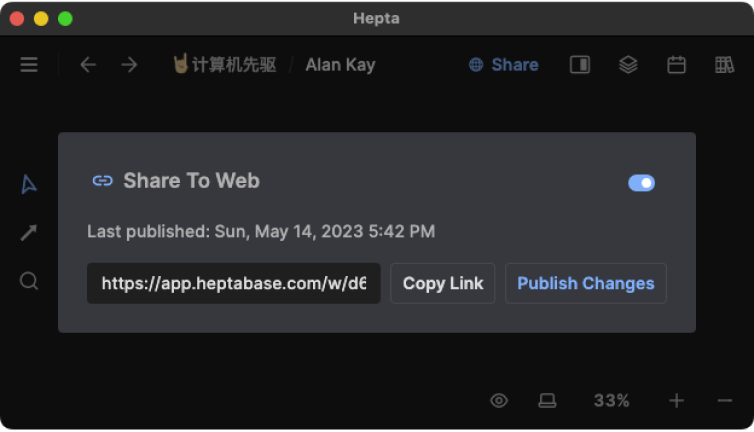 Hepta
🤘计算机先驱 / Alan Kay Share
Share To Web
Last published: Sun, May 14, 2023 5:42 PM
https://app.heptabase.com/w/d6 Copy Link Publish Changes
33%